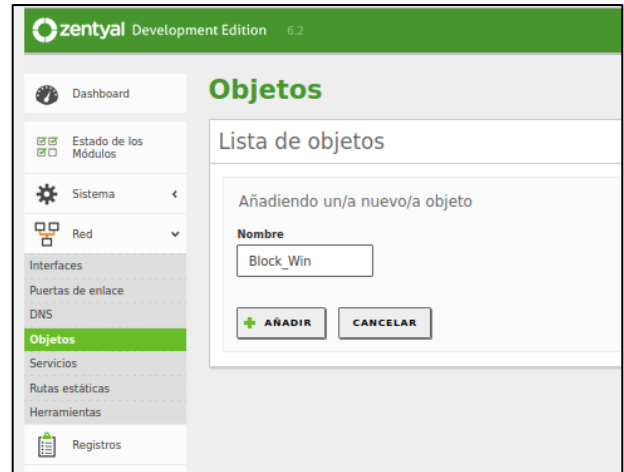 zentyal Development Edition 6.2
Dashboard
Estado de los
Módulos
Sistema
Red
Interfaces
Puertas de enlace
DNS
Objetos
Servicios
Rutas estáticas
Herramientas
Registros
Objetos
Lista de objetos
Añadiendo un/a nuevo/a objeto
Nombre
Block_Win
AÑADIR CANCELAR